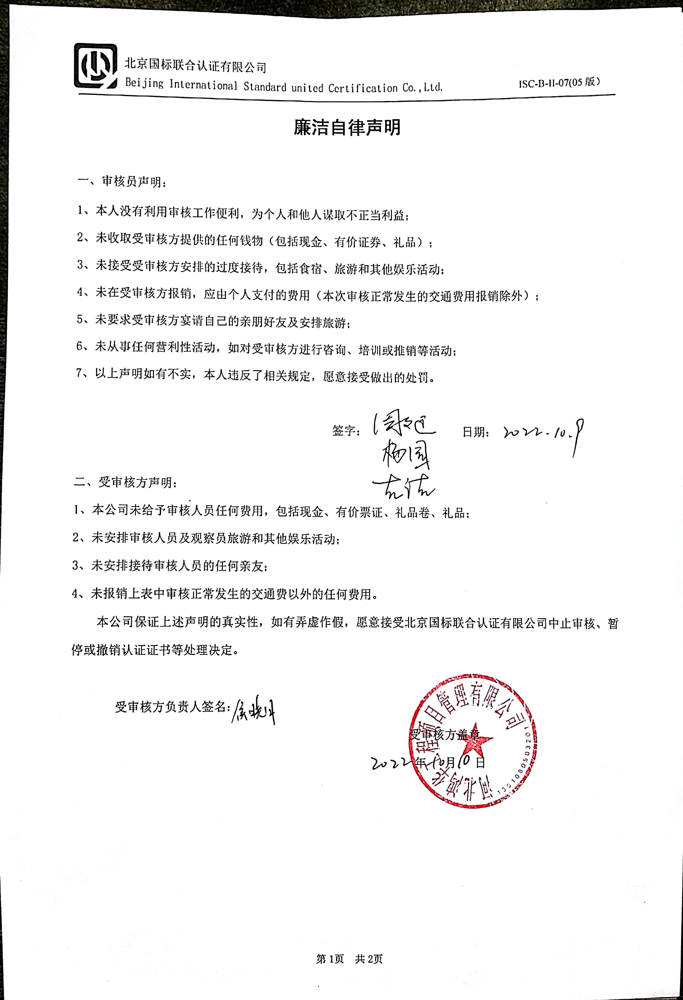 北京国标联合认证有限公司
Beijing International Standard united Certification Co.,Ltd.
ISC-B-II-07(05版)
廉洁自律声明
一、审核员声明：
1、本人没有利用审核工作便利，为个人和他人谋取不正当利益；
2、未收取受审核方提供的任何钱物（包括现金、有价证券、礼品）；
3、未接受受审核方安排的过度接待，包括食宿、旅游和其他娱乐活动；
4、未在受审核方报销，应由个人支付的费用（本次审核正常发生的交通费用报销除外）；
5、未要求受审核方宴请自己的亲朋好友及安排旅游；
6、未从事任何营利性活动，如对受审核方进行咨询、培训或推销等活动；
7、以上声明如有不实，本人违反了相关规定，愿意接受做出的处罚。
签字： 日期：2022.10.9
杨园
二、受审核方声明：
1、本公司未给予审核人员任何费用，包括现金、有价票证、礼品卷、礼品；
2、未安排审核人员及观察员旅游和其他娱乐活动；
3、未安排接待审核人员的任何亲友；
4、未报销上表中审核正常发生的交通费以外的任何费用。
本公司保证上述声明的真实性，如有弄虚作假，愿意接受北京国标联合认证有限公司中止审核、暂
停或撤销认证证书等处理决定。
受审核方负责人签名：
受审核方盖章
2022年10月10日
河北鸿华工程项目管理有限公司
1301080503201
第1页 共2页